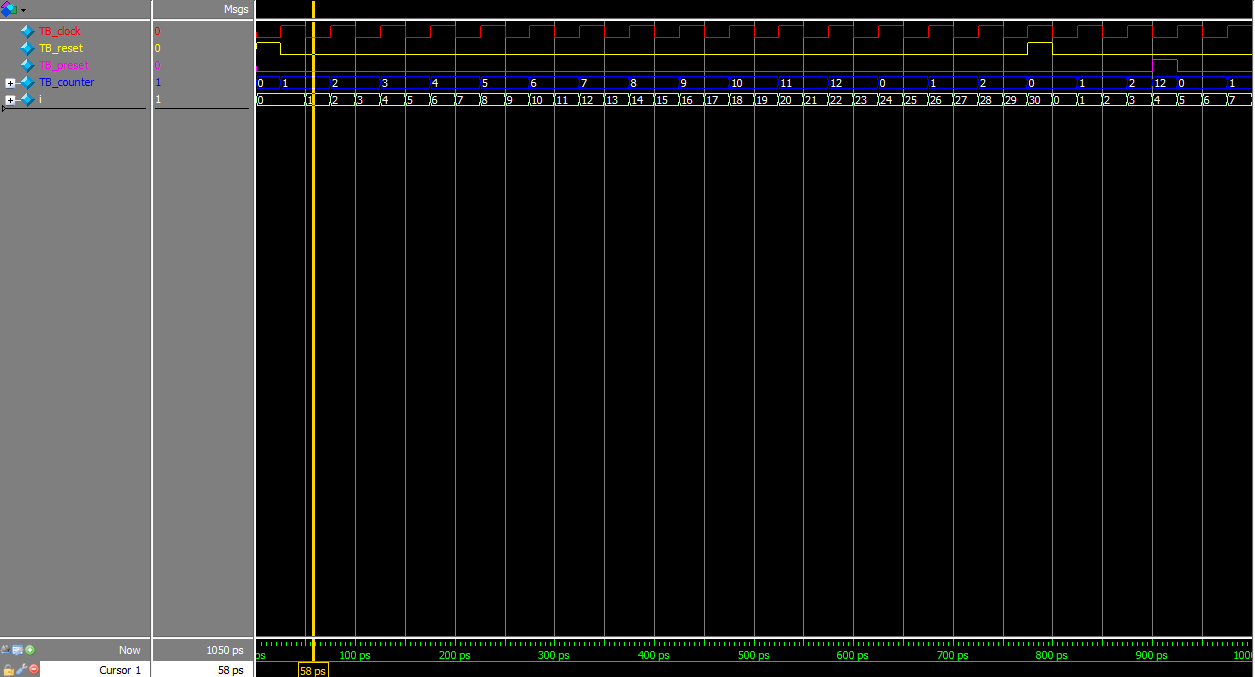 Msgs
TB_clock 0
TB_reset 0
TB_preset 0
TB_counter 1 0 1 2 3 4 5 6 7 8 9 10 11 12 0 1 2 0 1 2 12 0 1
i 1 0 1 2 3 4 5 6 7 8 9 10 11 12 13 14 15 16 17 18 19 20 21 22 23 24 25 26 27 28 29 30 0 1 2 3 4 5 6 7
Now 1050 ps ps 100 ps 200 ps 300 ps 400 ps 500 ps 600 ps 700 ps 800 ps 900 ps 1000
Cursor 1 58 ps 58 ps